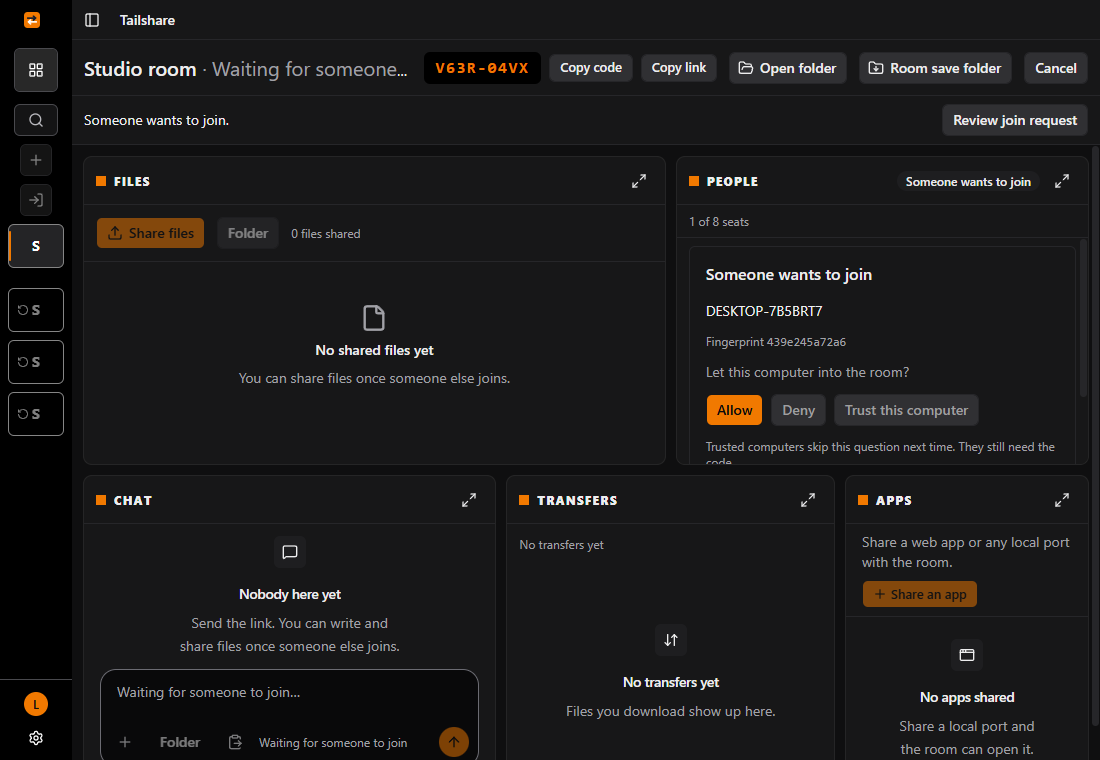 Tailshare
Studio room · Waiting for someone...
V63R-04VX
Copy code
Copy link
Open folder
Room save folder
Cancel
Someone wants to join.
Review join request
S
S
S
S
L
FILES
Share files
Folder
0 files shared
No shared files yet
You can share files once someone else joins.
PEOPLE
Someone wants to join
1 of 8 seats
Someone wants to join
DESKTOP-7B5BRT7
Fingerprint 439e245a72a6
Let this computer into the room?
Allow
Deny
Trust this computer
Trusted computers skip this question next time. They still need the
code.
CHAT
Nobody here yet
Send the link. You can write and
share files once someone else joins.
Waiting for someone to join...
Folder
Waiting for someone to join
TRANSFERS
No transfers yet
No transfers yet
Files you download show up here.
APPS
Share a web app or any local port
with the room.
Share an app
No apps shared
Share a local port and
the room can open it.